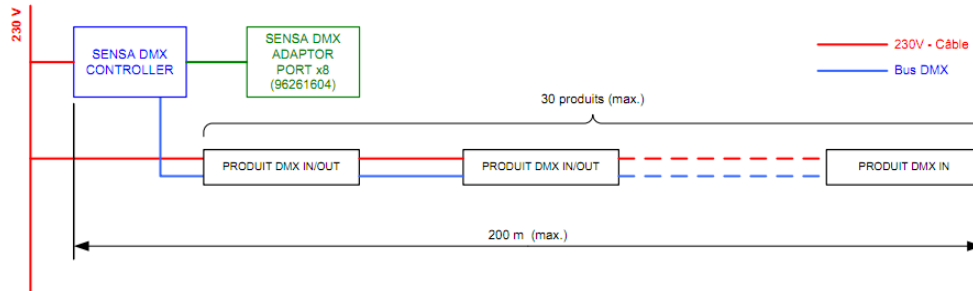 230 V
SENSA DMX
CONTROLLER
SENSA DMX
ADAPTOR
PORT x8
(96261604)
230V - Câble
Bus DMX
30 produits (max.)
PRODUIT DMX IN/OUT
PRODUIT DMX IN/OUT
PRODUIT DMX IN
200 m (max.)